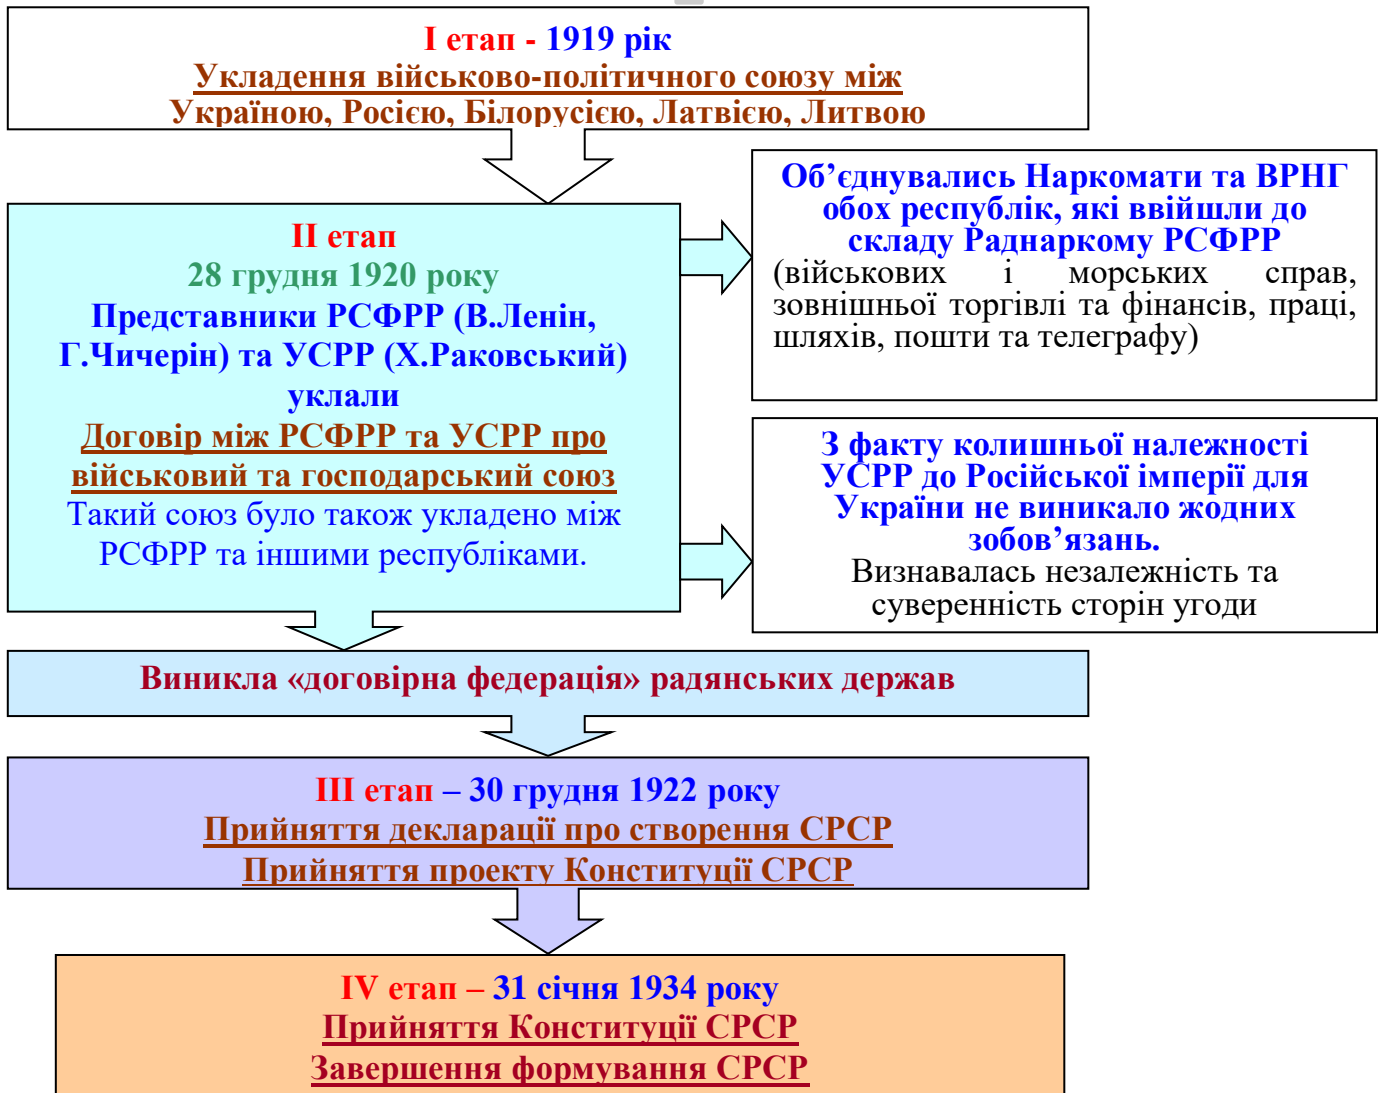 І етап - 1919 рік
Укладення військово-політичного союзу між
Україною, Росією, Білорусією, Латвією, Литвою
ІІ етап
28 грудня 1920 року
Представники РСФРР (В.Ленін,
Г.Чичерін) та УСРР (Х.Раковський)
уклали
Договір між РСФРР та УСРР про
військовий та господарський союз
Такий союз було також укладено між
РСФРР та іншими республіками.
Об’єднувались Наркомати та ВРНГ
обох республік, які ввійшли до
складу Раднаркому РСФРР
(військових і морських справ,
зовнішньої торгівлі та фінансів, праці,
шляхів, пошти та телеграфу)
З факту колишньої належності
УСРР до Російської імперії для
України не виникало жодних
зобов’язань.
Визнавалась незалежність та
суверенність сторін угоди
Виникла «договірна федерація» радянських держав
ІІІ етап – 30 грудня 1922 року
Прийняття декларації про створення СРСР
Прийняття проекту Конституції СРСР
IV етап – 31 січня 1934 року
Прийняття Конституції СРСР
Завершення формування СРСР